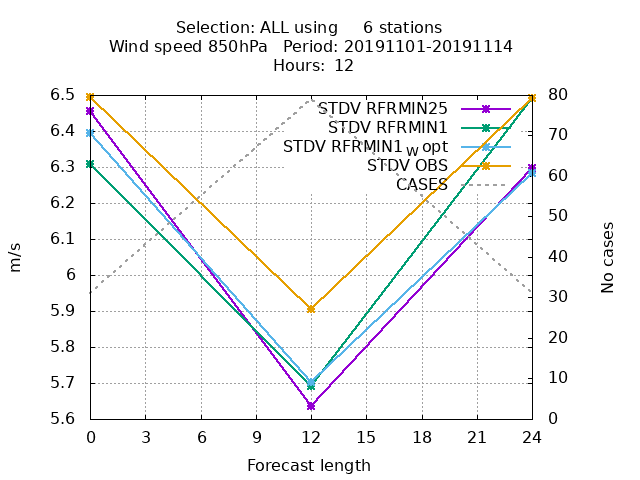 Selection: ALL using 6 stations
Wind speed 850hPa Period: 20191101-20191114
Hours: 12
6.5
6.4
6.3
6.2
6.1
6
5.9
5.8
5.7
5.6
m/s
STDV RFRMIN25
STDV RFRMIN1
STDV RFRMIN1 W opt
STDV OBS
CASES
80
70
60
50
40
30
20
10
0
No cases
0 3 6 9 12 15 18 21 24
Forecast length